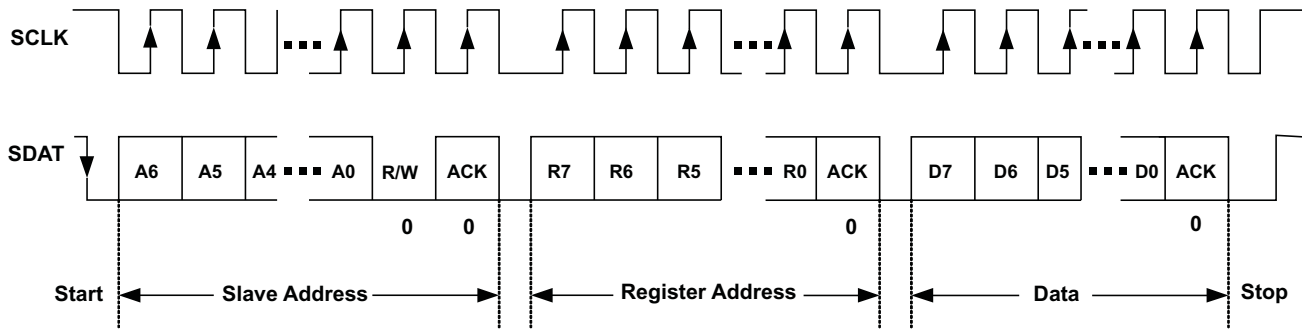 SCLK
SDAT
A6 A5 A4 A0 R/W ACK R7 R6 R5 R0 ACK D7 D6 D5 D0 ACK
0 0 0 0
Start Slave Address Register Address Data Stop